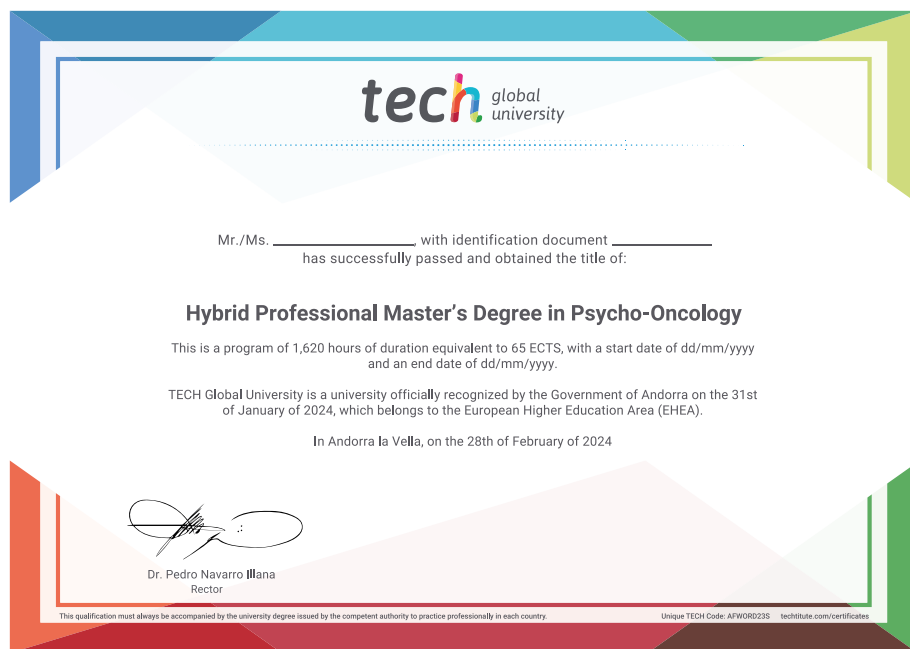 tech global
university
Mr./Ms. ________________, with identification document ____________
has successfully passed and obtained the title of:
Hybrid Professional Master's Degree in Psycho-Oncology
This is a program of 1,620 hours of duration equivalent to 65 ECTS, with a start date of dd/mm/yyyy
and an end date of dd/mm/yyyy.
TECH Global University is a university officially recognized by the Government of Andorra on the 31st
of January of 2024, which belongs to the European Higher Education Area (EHEA).
In Andorra la Vella, on the 28th of February of 2024
Dr. Pedro Navarro Illana
Rector
This qualification must always be accompanied by the university degree issued by the competent authority to practice professionally in each country. Unique TECH Code: AFWORD23S techtitute.com/certificates